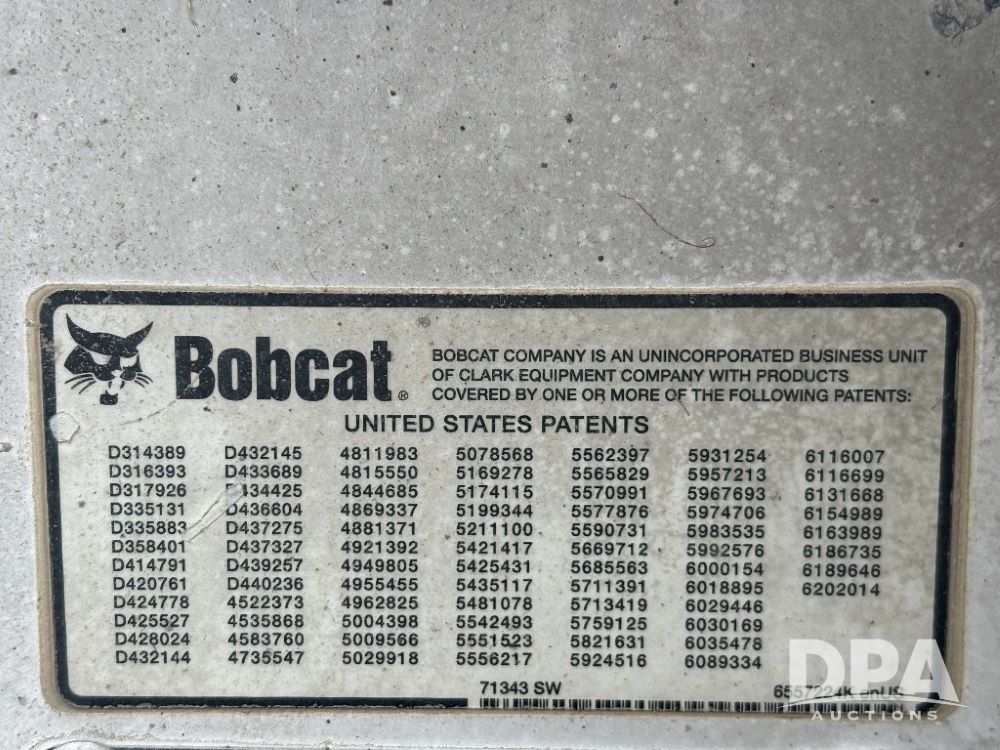 Bobcat®
BOBCAT COMPANY IS AN UNINCORPORATED BUSINESS UNIT
OF CLARK EQUIPMENT COMPANY WITH PRODUCTS
COVERED BY ONE OR MORE OF THE FOLLOWING PATENTS:
UNITED STATES PATENTS
D314389 D432145 4811983 5078568 5562397 5931254 6116007
D316393 D433689 4815550 5169278 5565829 5957213 6116699
D317926 D434425 4844685 5174115 5570991 5967693 6131668
D335131 D436604 4869337 5199344 5577876 5974706 6154989
D335883 D437275 4881371 5211100 5590731 5983535 6163989
D358401 D437327 4921392 5421417 5669712 5992576 6186735
D414791 D439257 4949805 5425431 5685563 6000154 6189646
D420761 D440236 4955455 5435117 5711391 6018895 6202014
D424778 4522373 4962825 5481078 5713419 6029446
D425527 4535868 5004398 5542493 5759125 6030169
D428024 4583760 5009566 5551523 5821631 6035478
D432144 4735547 5029918 5556217 5924516 6089334
71343 SW 6557224K enUS
DPA
AUCTIONS